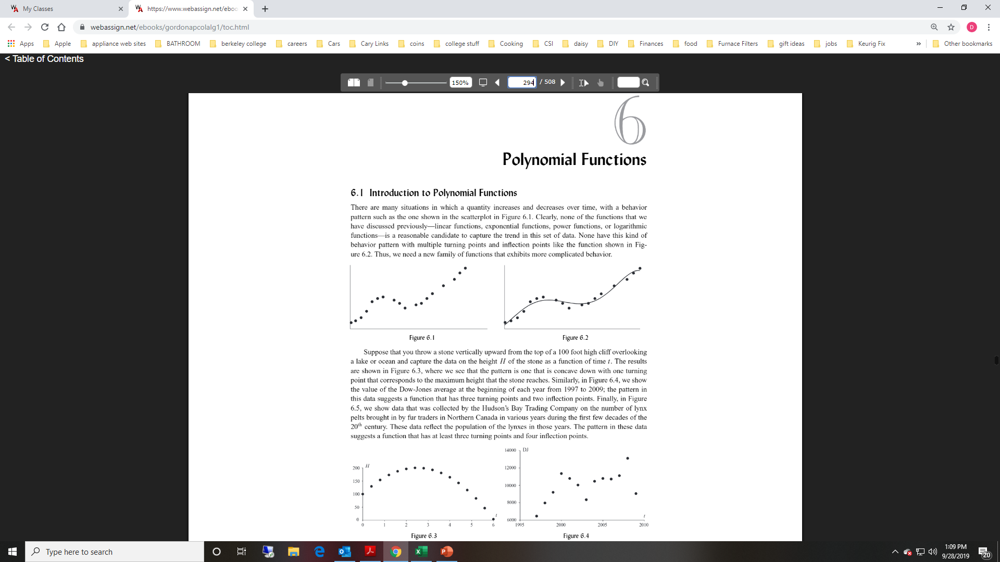 My Classes
https://www.webassign.net/eboo
webassign.net/ebooks/gordonapcolalg1/toc.html
D
Apps
Apple
appliance web sites
BATHROOM
berkeley college
careers
Cars
Cary Links
coins
college stuff
Cooking
CSI
daisy
DIY
Finances
food
Furnace Filters
gift ideas
jobs
Keurig Fix
»
Other bookmarks
< Table of Contents
150%
294 / 508
6
Polynomial Functions
6.1 Introduction to Polynomial Functions
There are many situations in which a quantity increases and decreases over time, with a behavior
pattern such as the one shown in the scatterplot in Figure 6.1. Clearly, none of the functions that we
have discussed previously—linear functions, exponential functions, power functions, or logarithmic
functions—is a reasonable candidate to capture the trend in this set of data. None have this kind of
behavior pattern with multiple turning points and inflection points like the function shown in Fig-
ure 6.2. Thus, we need a new family of functions that exhibits more complicated behavior.
Figure 6.1
Figure 6.2
Suppose that you throw a stone vertically upward from the top of a 100 foot high cliff overlooking
a lake or ocean and capture the data on the height H of the stone as a function of time t. The results
are shown in Figure 6.3, where we see that the pattern is one that is concave down with one turning
point that corresponds to the maximum height that the stone reaches. Similarly, in Figure 6.4, we show
the value of the Dow-Jones average at the beginning of each year from 1997 to 2009; the pattern in
this data suggests a function that has three turning points and two inflection points. Finally, in Figure
6.5, we show data that was collected by the Hudson's Bay Trading Company on the number of lynx
pelts brought in by fur traders in Northern Canada in various years during the first few decades of the
20th century. These data reflect the population of the lynxes in those years. The pattern in these data
suggests a function that has at least three turning points and four inflection points.
H
200
150
100
50
0
0 1 2 3 4 5 6
t
Figure 6.3
DJ
14000
12000
10000
8000
6000
1995 2000 2005 2010
t
Figure 6.4
Type here to search
1:09 PM
9/28/2019
20